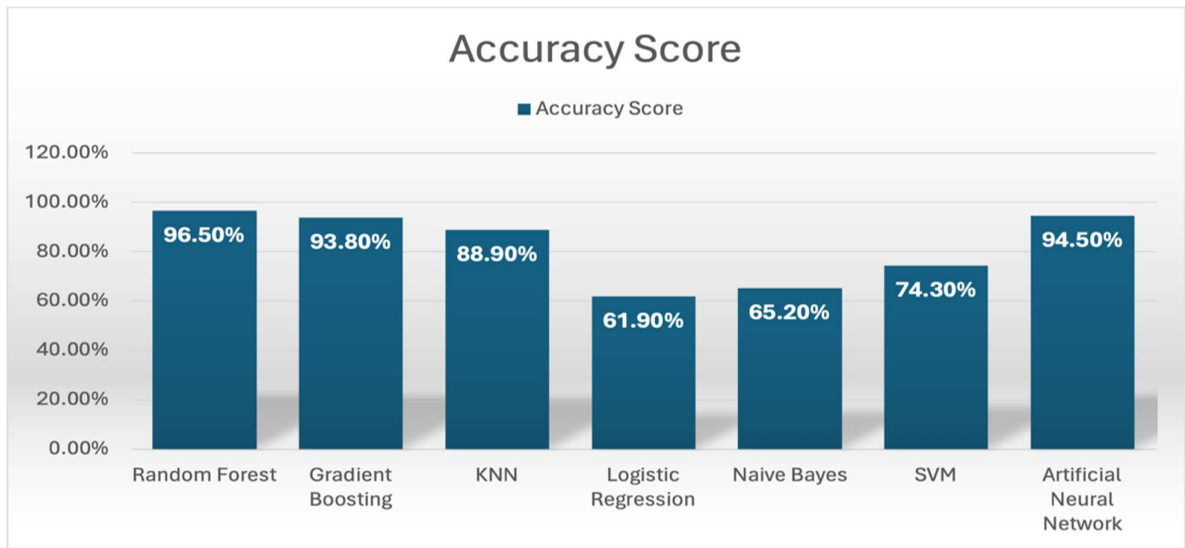 Accuracy Score
Accuracy Score
120.00%
100.00%
80.00%
60.00%
40.00%
20.00%
0.00%
96.50%
93.80%
88.90%
61.90%
65.20%
74.30%
94.50%
Random Forest
Gradient
Boosting
KNN
Logistic
Regression
Naive Bayes
SVM
Artificial
Neural
Network